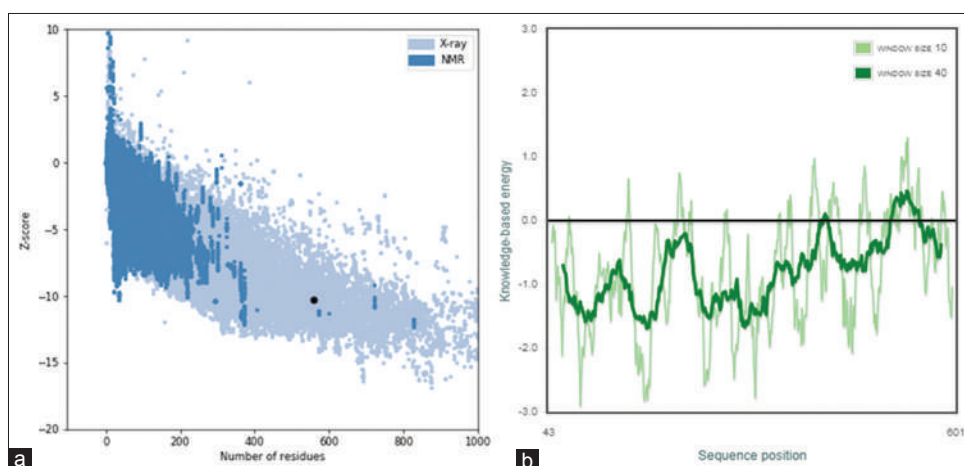 10
5
0
-5
-10
-15
-20
Z-score
X-ray
NMR
0
200
400
600
800
1000
Number of residues
a
3.0
2.0
1.0
0.0
-1.0
-2.0
-3.0
Knowledge-based energy
WINDOW SIZE 10
WINDOW SIZE 40
43
601
Sequence position
b